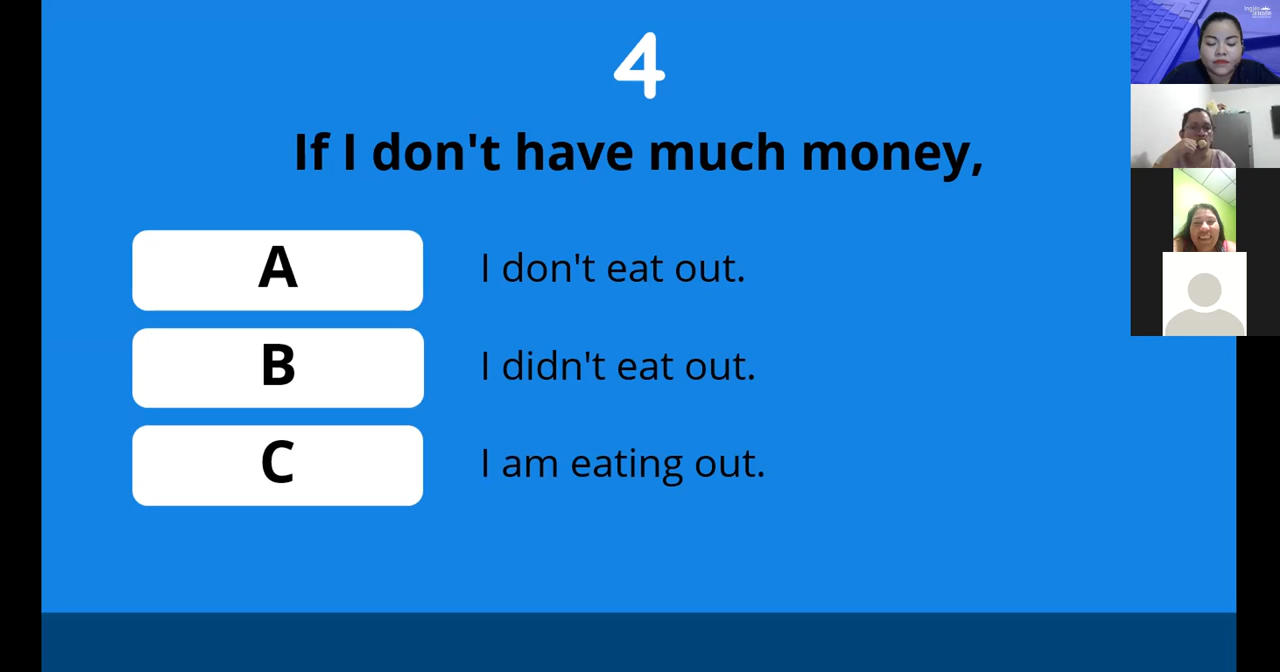 4
If I don't have much money,
A
I don't eat out.
B
I didn't eat out.
C
I am eating out.